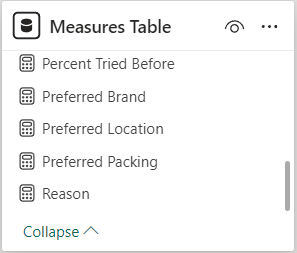 Measures Table
Percent Tried Before
Preferred Brand
Preferred Location
Preferred Packing
Reason
Collapse